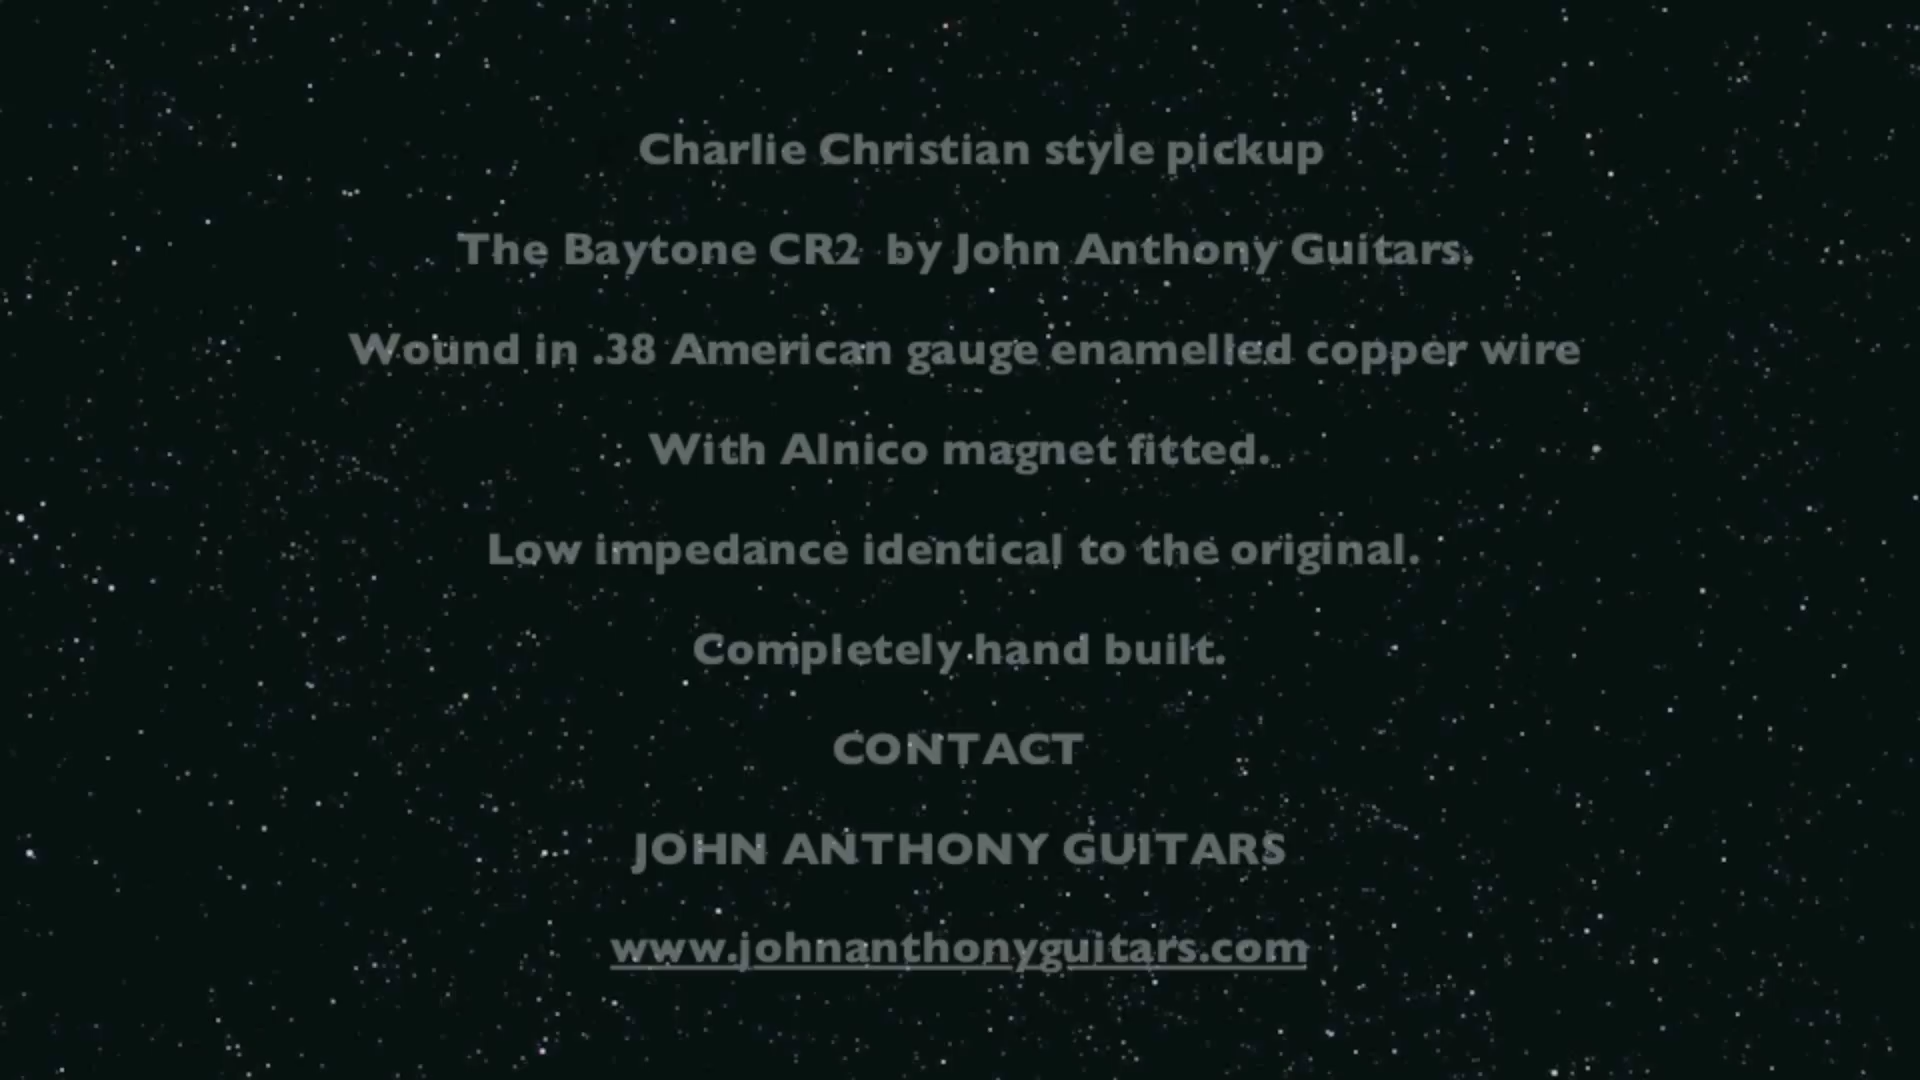 Charlie Christian style pickup
The Baytone CR2  by John Anthony Guitars.
Wound in .38 American gauge enamelled copper wire
With Alnico magnet fitted.
Low impedance identical to the original.
Completely hand built.
CONTACT
JOHN ANTHONY GUITARS
www.johnanthonyguitars.com